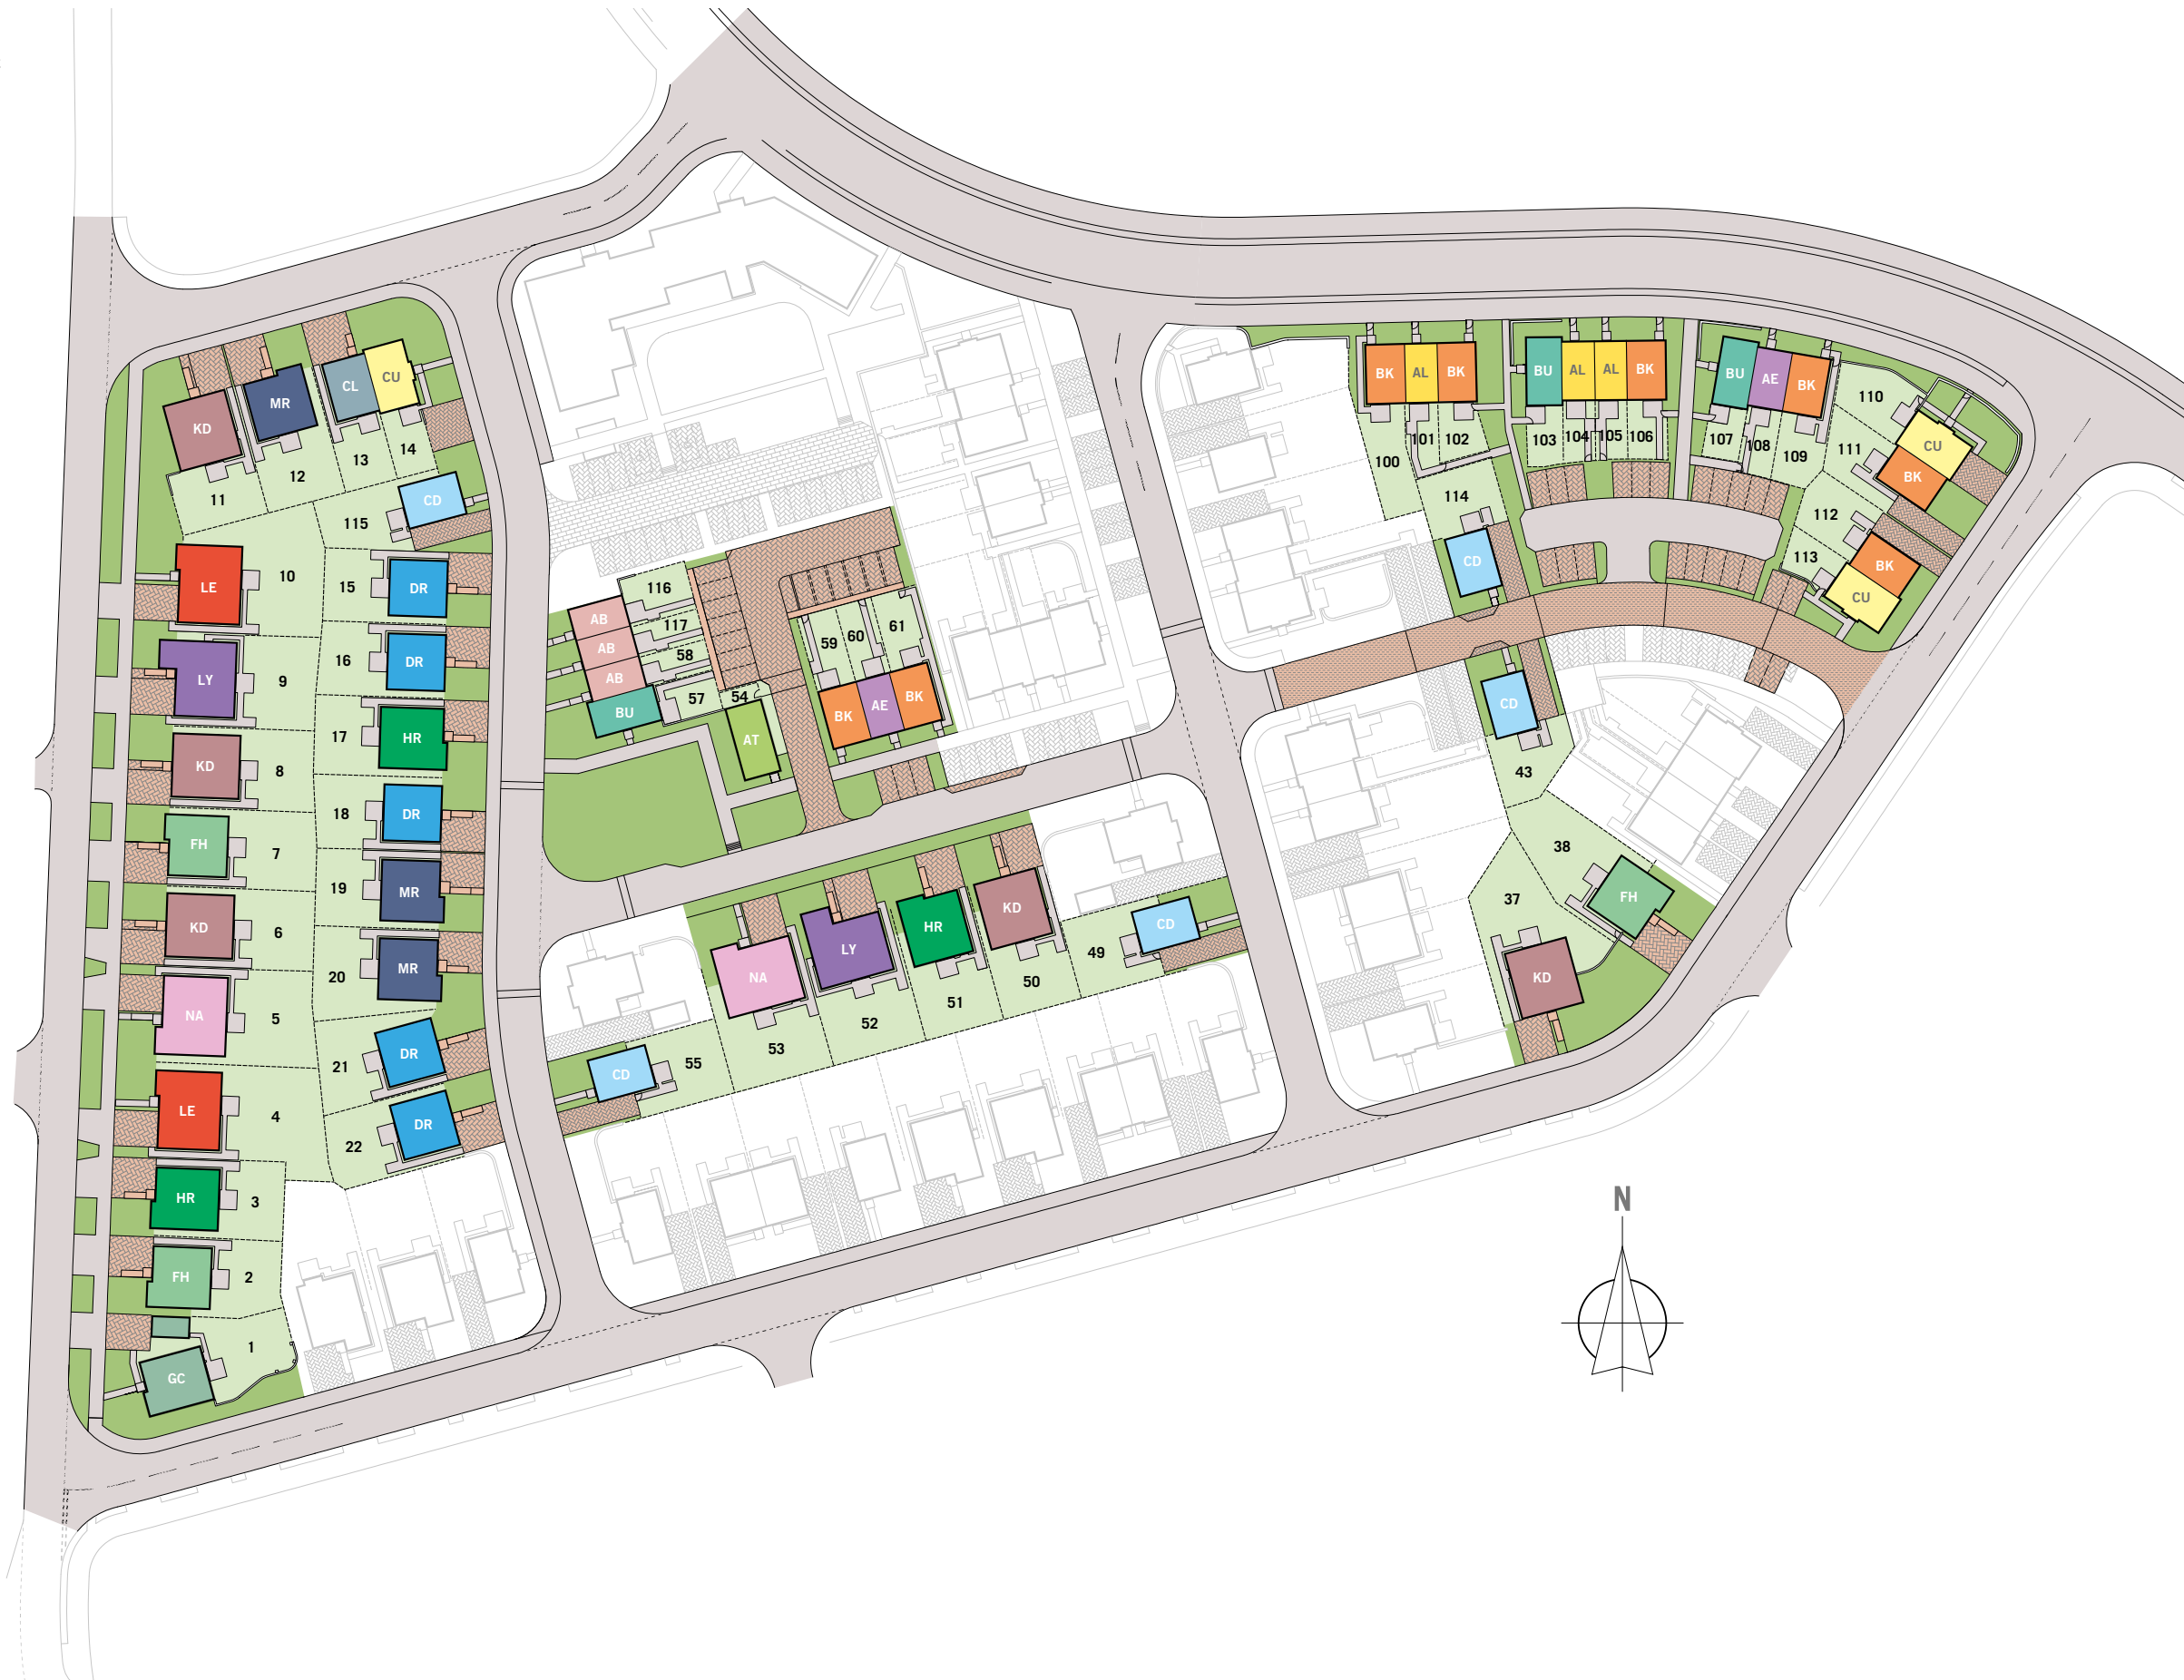 KD
MR
CL
CU
11
12
13
14
CD
115
LE
10
15
DR
LY
9
16
DR
KD
8
17
HR
FH
7
18
DR
KD
6
19
MR
NA
5
20
MR
LE
4
21
DR
HR
3
22
DR
FH
2
GC
1
AB
116
AB
117
AB
58
BU
57
54
AT
59
60
61
BK
AE
BK
NA
LY
HR
KD
CD
53
52
51
50
49
CD
55
BK
AL
BK
BU
AL
AL
BK
BU
AE
BK
100
101
102
103
104
105
106
107
108
109
110
111
CU
BK
112
113
BK
CU
114
CD
CD
43
38
37
FH
KD
N